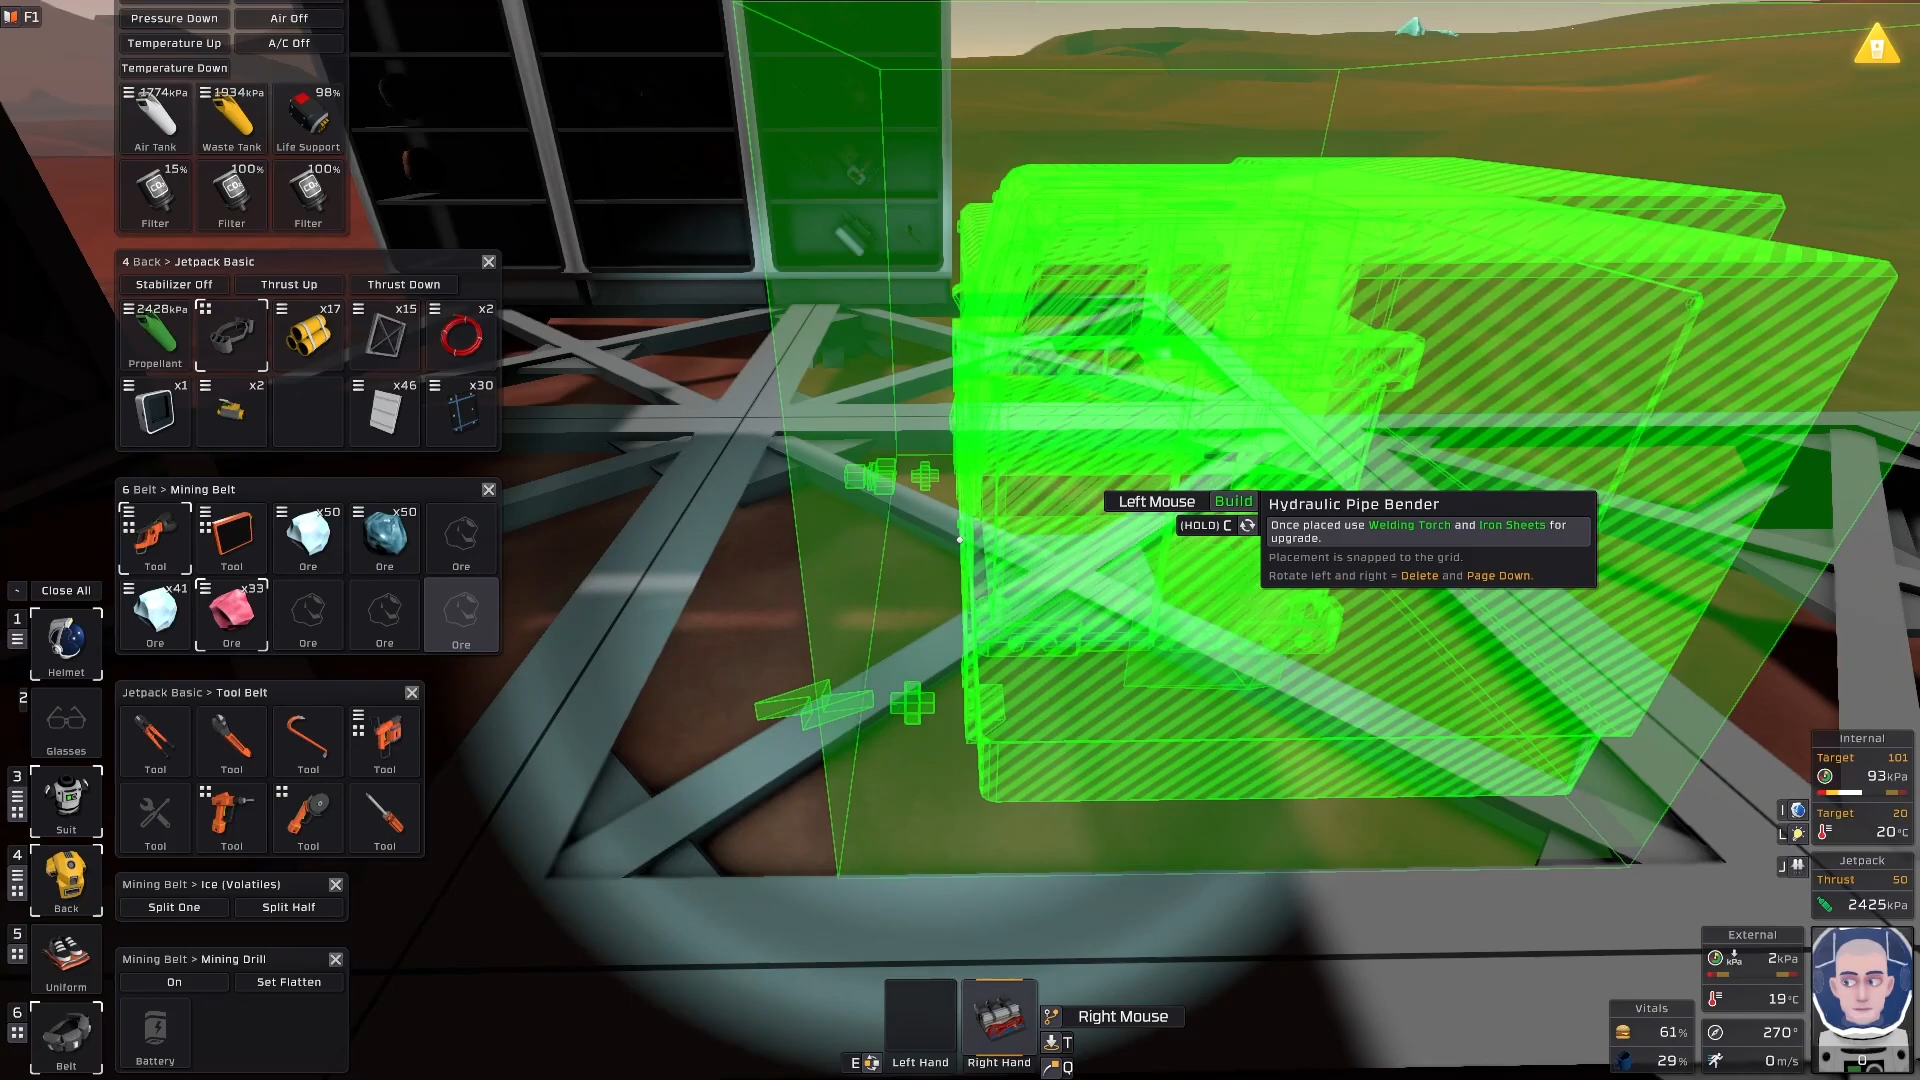 F1
Pressure Down
Air Off
Temperature Up
A/C Off
Temperature Down
1774kPa
1934kPa
98%
Air Tank
Waste Tank
Life Support
15%
100%
100%
Filter
Filter
Filter
4 Back > Jetpack Basic
Stabilizer Off
Thrust Up
Thrust Down
2428kPa
x17
x15
x2
Propellant
x1
x2
x46
x30
6 Belt > Mining Belt
x50
x50
Tool
Tool
Ore
Ore
Ore
x41
x33
Ore
Ore
Ore
Ore
Ore
~
Close All
1
Helmet
2
Glasses
3
Suit
4
Back
5
Uniform
6
Belt
Jetpack Basic > Tool Belt
Tool
Tool
Tool
Tool
Tool
Tool
Tool
Tool
Mining Belt > Ice (Volatiles)
Split One
Split Half
Mining Belt > Mining Drill
On
Set Flatten
Battery
Left Mouse
Build
(HOLD) C
Hydraulic Pipe Bender
Once placed use Welding Torch and Iron Sheets for
upgrade.
Placement is snapped to the grid.
Rotate left and right = Delete and Page Down.
E
Left Hand
Right Hand
Right Mouse
T
Q
Internal
Target 101
93kPa
I
Target 20
L
20°C
J
Jetpack
Thrust 50
2425kPa
External
kPa
2kPa
19°C
Vitals
61%
270°
29%
0m/s
0